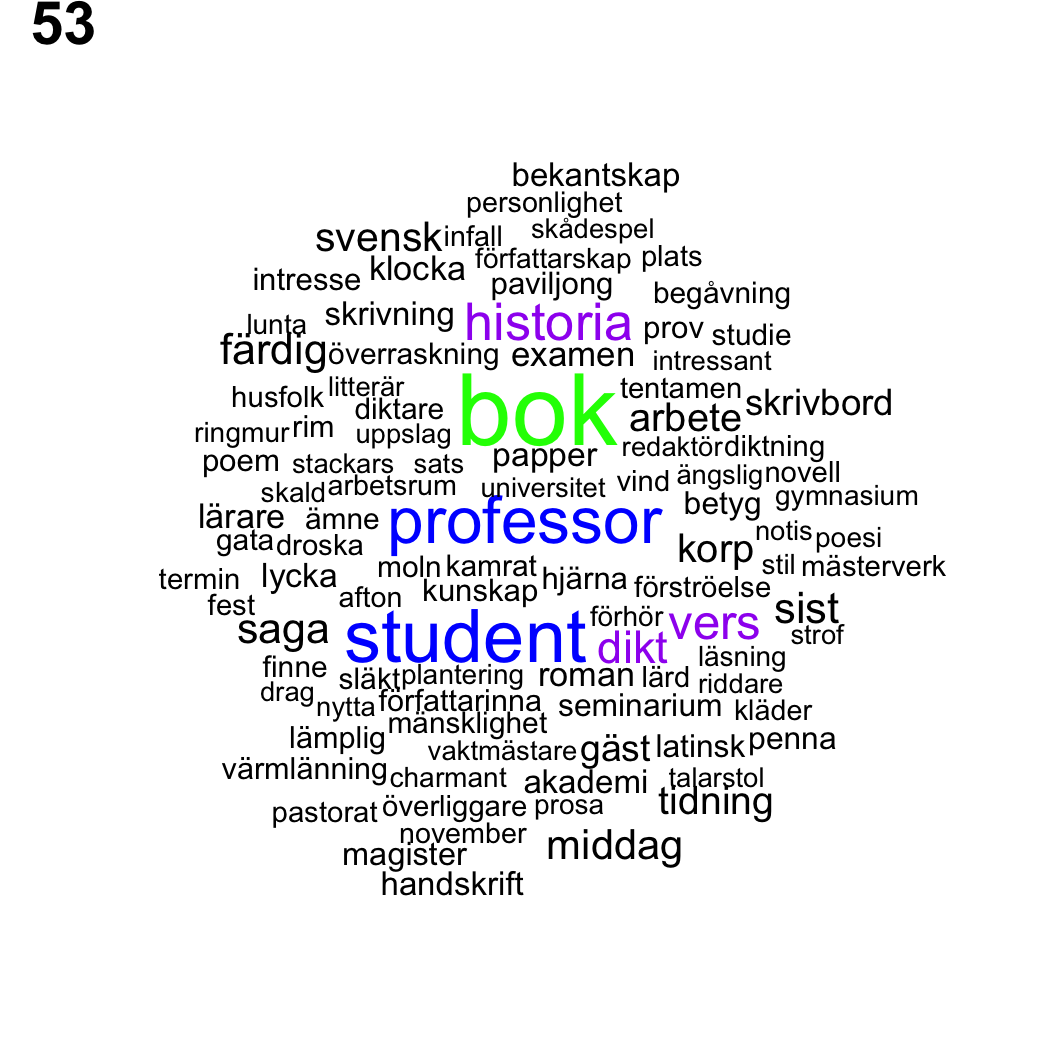 53
bekantskap
personlighet
svensk infall skådespel
intresse klocka författarskap plats
paviljong begåvning
lunta skrivning historia prov studie
färdig överraskning examen intressant
husfolk litterär bok tentamen
diktare arbete skrivbord
ringmur rim uppslag redaktör diktning
poem stackars sats papper vind ängslig novell
skald arbetsrum universitet betyg gymnasium
lärare ämne professor notis poesi
gata droska korp
termin lycka moln kamrat hjärna förströelse stil mästerverk
fest afton kunskap
saga student förhör vers sist
dikt strof
finne släkt plantering roman lärd läsning
drag nytta författarinna seminarium riddare
mänsklighet kläder
lämplig vaktmästare gäst latinsk penna
värmlänning charmant akademi talarstol
pastorat överliggare prosa tidning
november
magister middag
handskrift